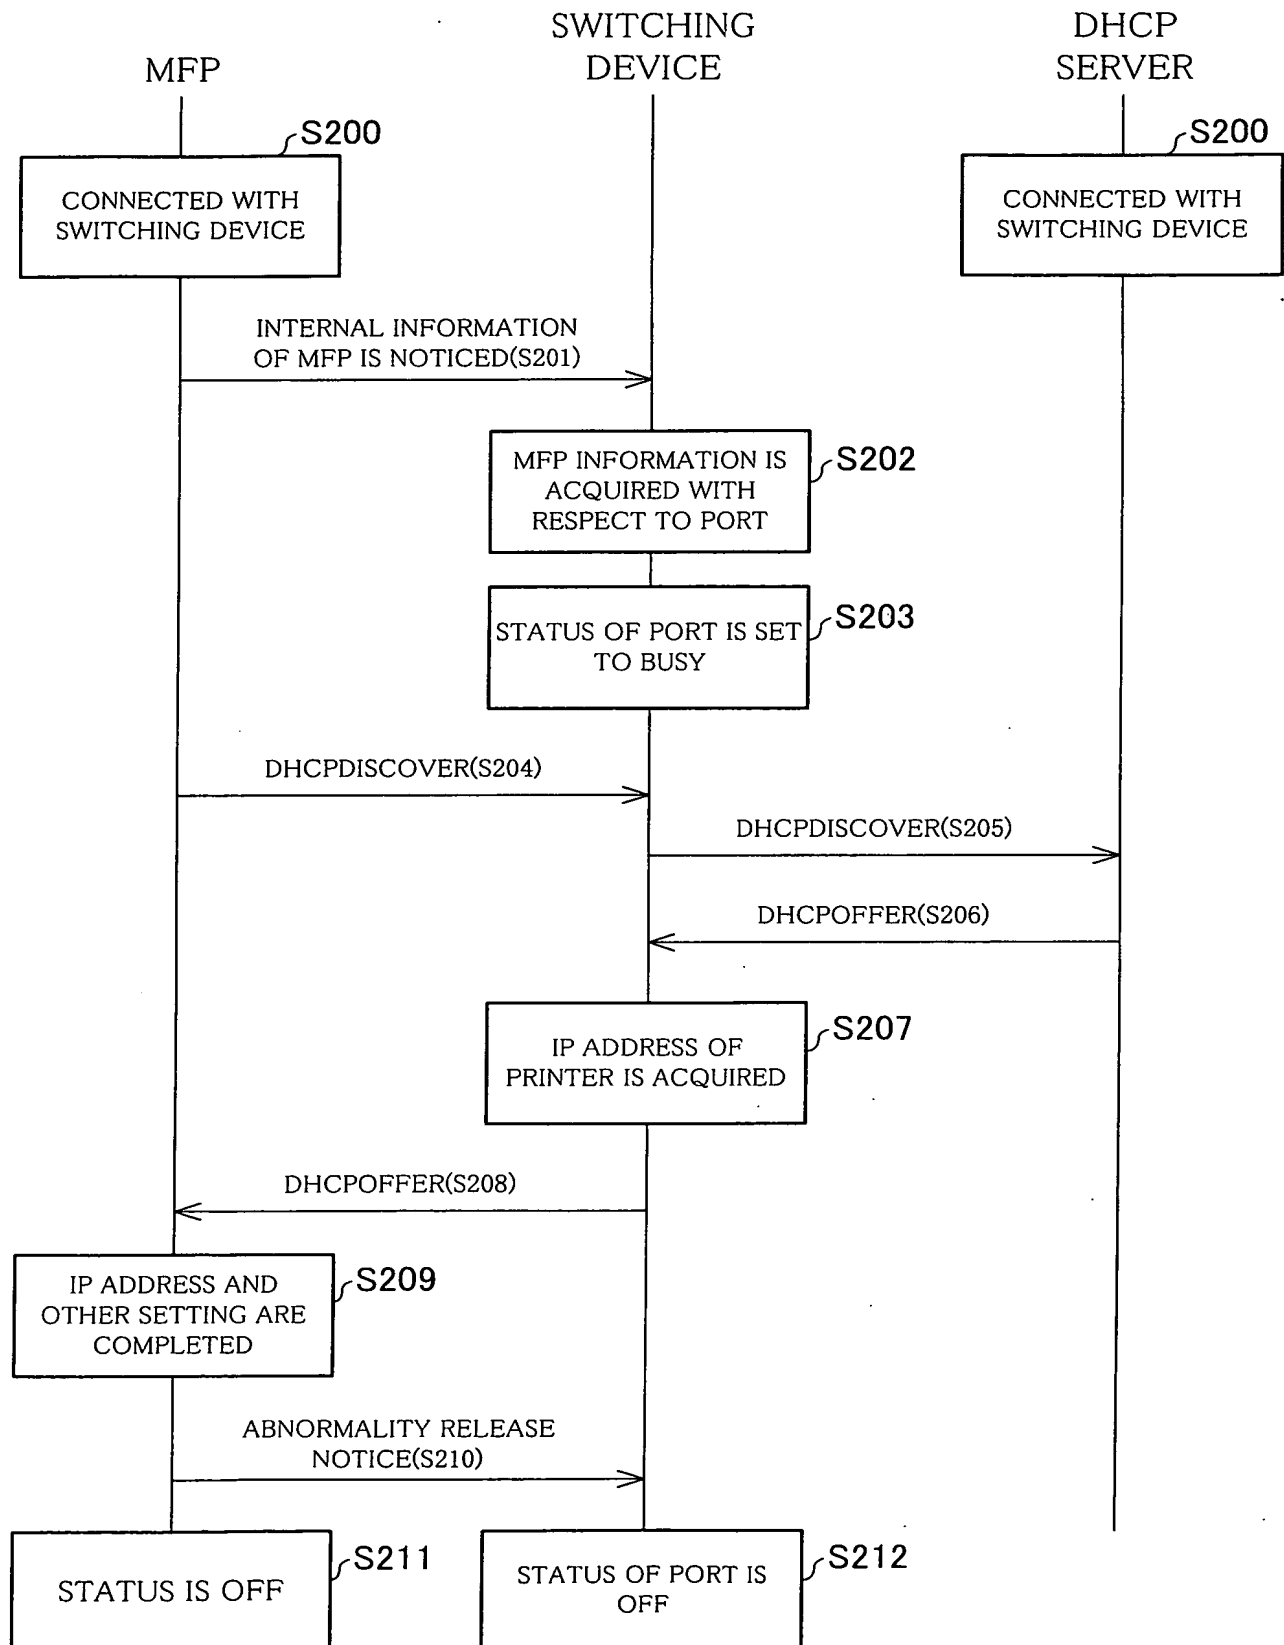 MFP
SWITCHING
DEVICE
DHCP
SERVER
S200
CONNECTED WITH
SWITCHING DEVICE
S200
CONNECTED WITH
SWITCHING DEVICE
INTERNAL INFORMATION
OF MFP IS NOTICED(S201)
S202
MFP INFORMATION IS
ACQUIRED WITH
RESPECT TO PORT
S203
STATUS OF PORT IS SET
TO BUSY
DHCPDISCOVER(S204)
DHCPDISCOVER(S205)
DHCPOFFER(S206)
S207
IP ADDRESS OF
PRINTER IS ACQUIRED
DHCPOFFER(S208)
S209
IP ADDRESS AND
OTHER SETTING ARE
COMPLETED
ABNORMALITY RELEASE
NOTICE(S210)
S211
STATUS IS OFF
S212
STATUS OF PORT IS
OFF